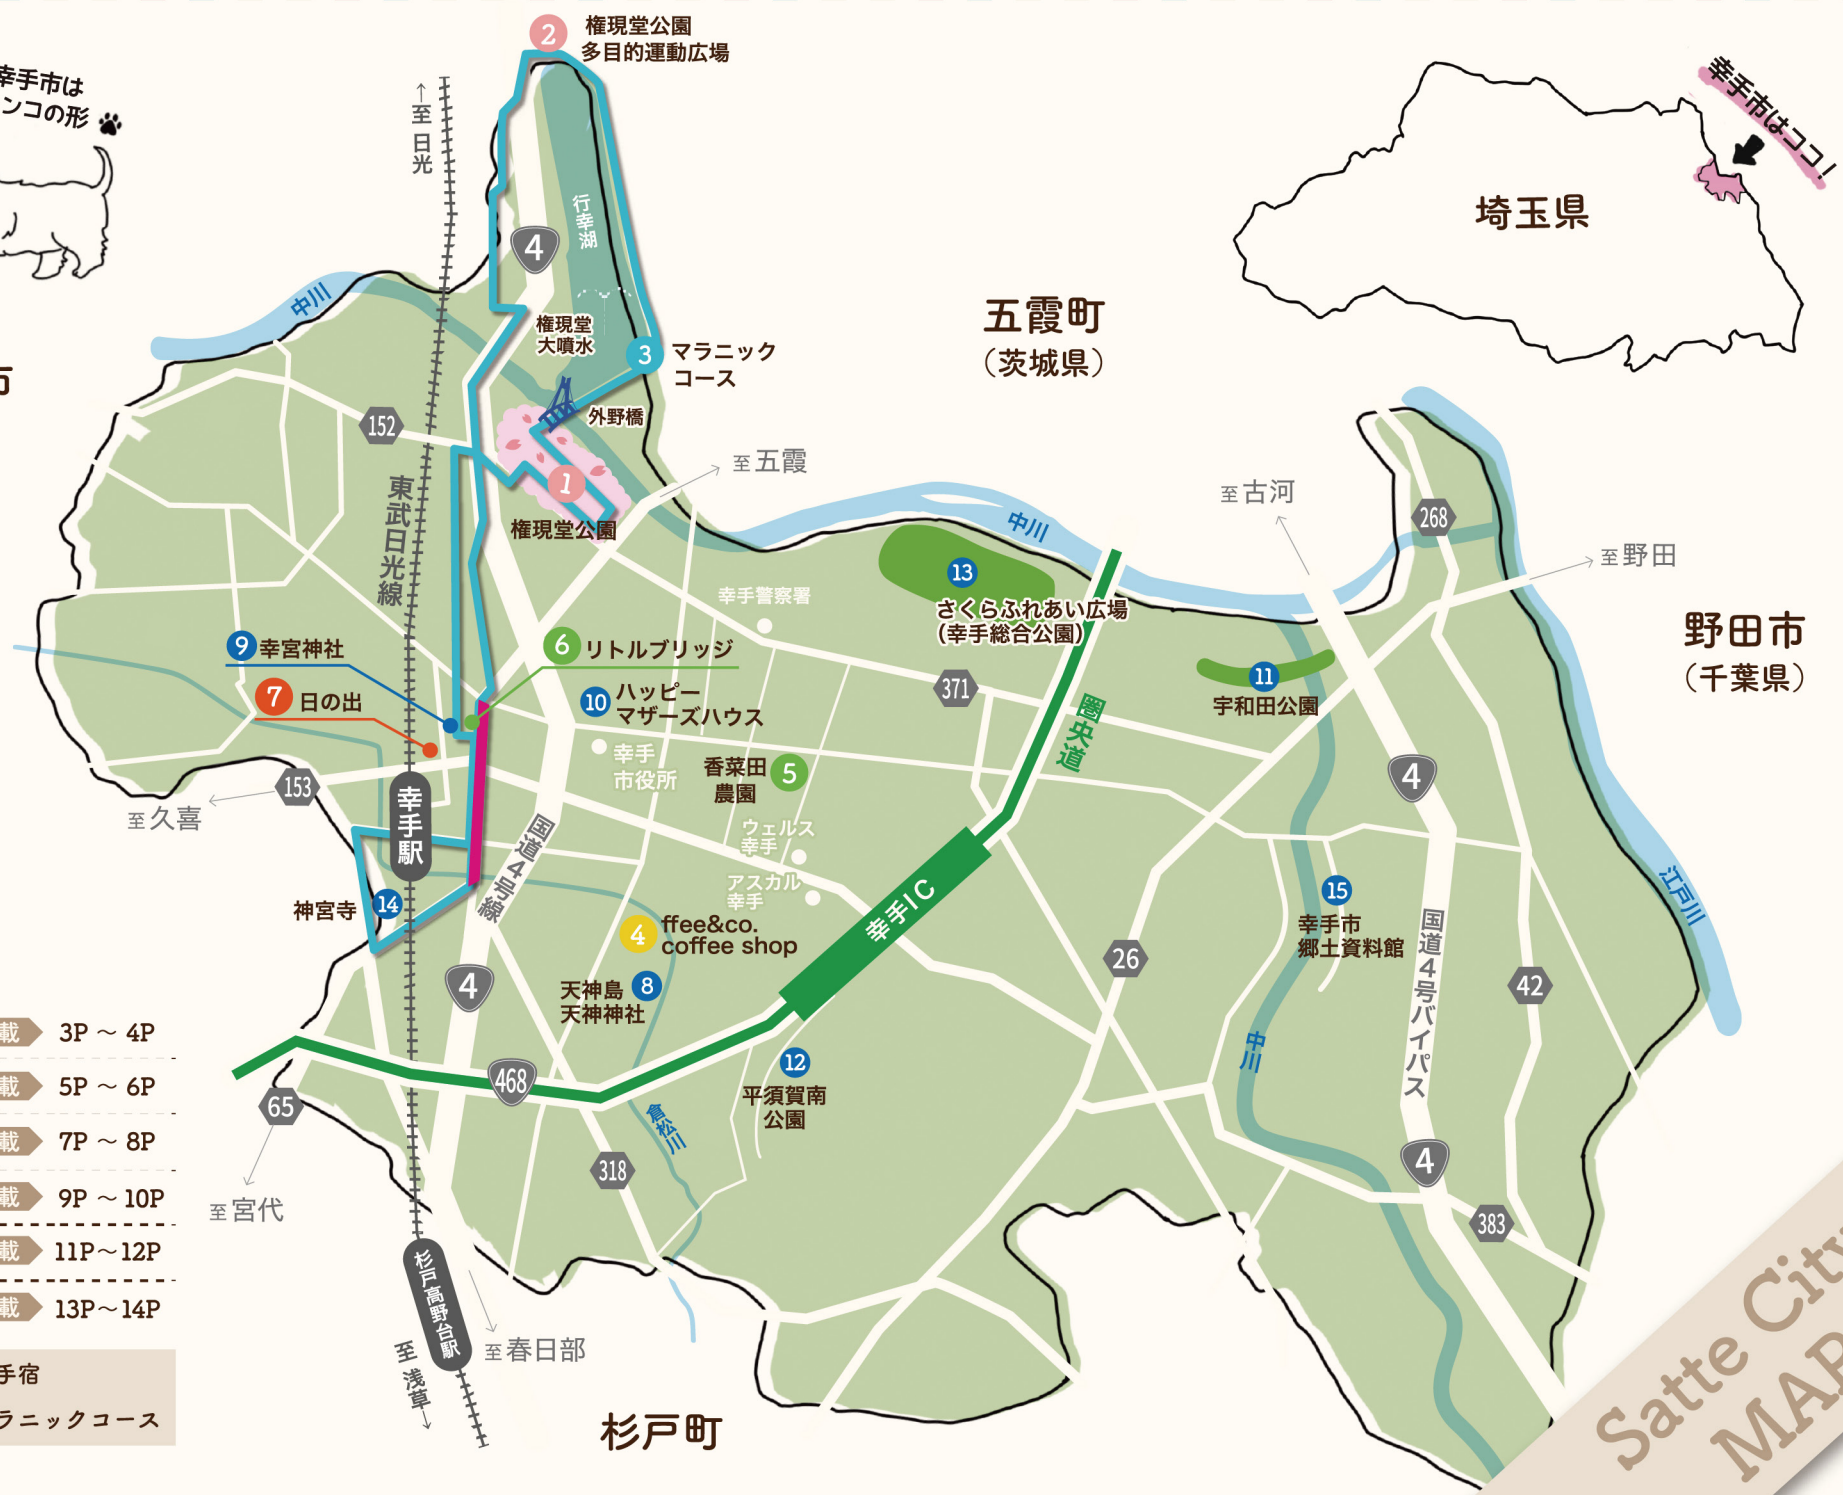 幸手市は
ンコの形
2
権現堂公園
多目的運動広場
幸手市はココ!
埼玉県
←至 日光
行幸湖
4
中川
権現堂
大噴水
3
マラニック
コース
五霞町
(茨城県)
外野橋
152
至五霞
1
権現堂公園
東武日光線
中川
至古河
268
至野田
13
さくらふれあい広場
(幸手総合公園)
幸手警察署
野田市
(千葉県)
9
幸宮神社
6
リトルブリッジ
7
日の出
10
ハッピー
マザーズハウス
371
圏央道
11
宇和田公園
幸手
市役所
香菜田
農園
5
4
153
至久喜
幸手駅
国道4号線
ウェルス
幸手
アスカル
幸手
幸手IC
神宮寺
14
4
ffee&co.
coffee shop
15
幸手市
郷土資料館
江戸川
国道4号バイパス
26
42
4
天神島
天神神社
8
中川
12
平須賀南
公園
468
65
倉松川
318
至宮代
4
383
載
3P ～ 4P
載
5P ～ 6P
載
7P ～ 8P
載
9P ～ 10P
載
11P～12P
載
13P～14P
手宿
ラニックコース
杉戸高野台駅
至 浅草→
至春日部
杉戸町
Satte City
MAP